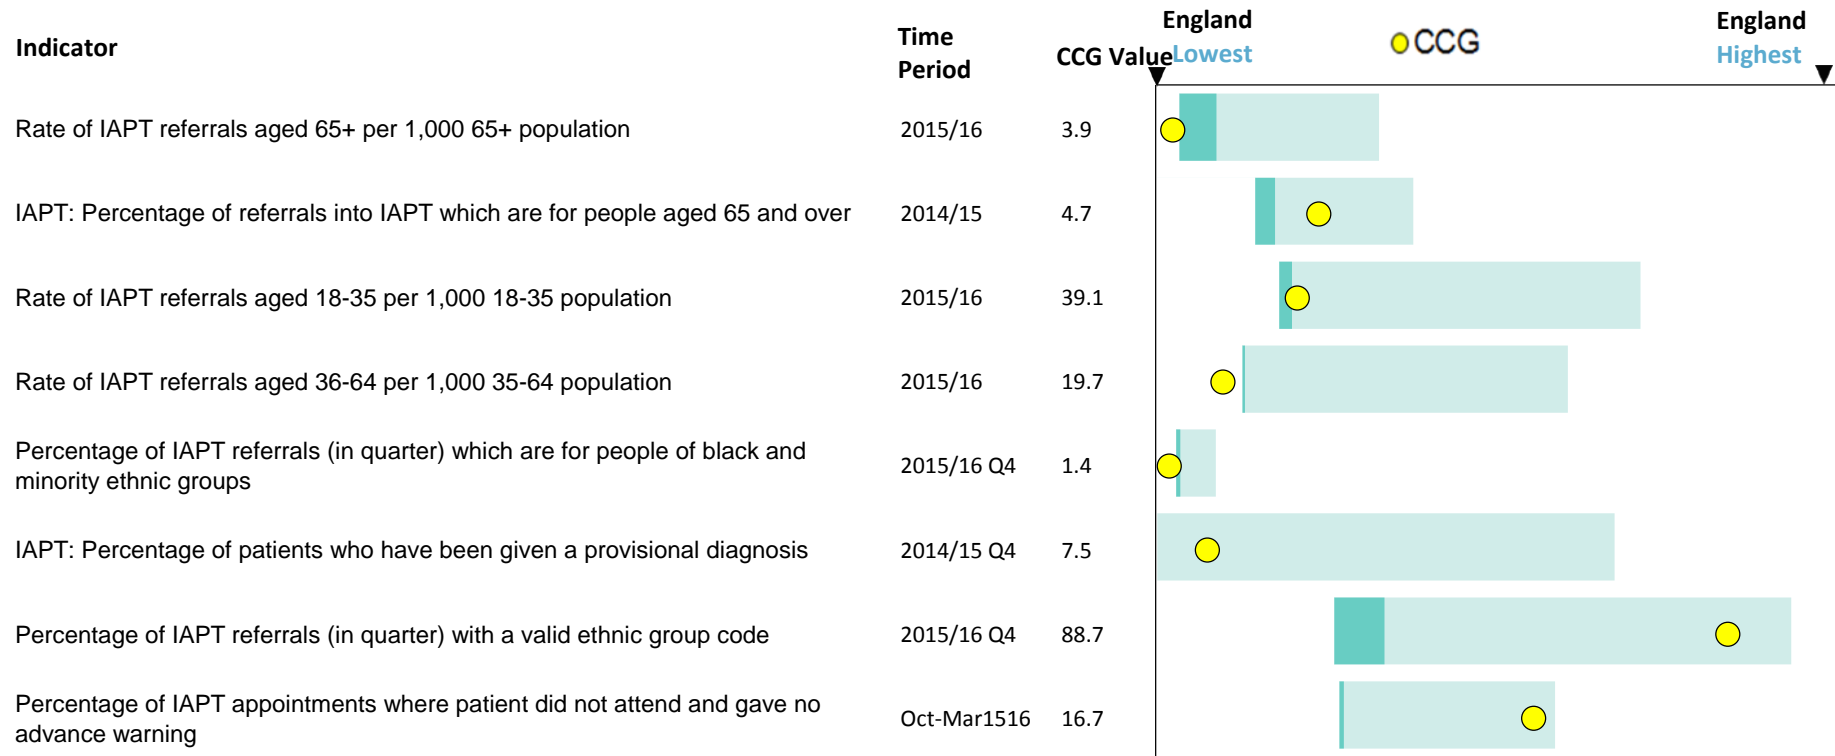 Indicator
Time
Period
CCG Value
England
Lowest
CCG
England
Highest
Rate of IAPT referrals aged 65+ per 1,000 65+ population 2015/16 3.9
IAPT: Percentage of referrals into IAPT which are for people aged 65 and over 2014/15 4.7
Rate of IAPT referrals aged 18-35 per 1,000 18-35 population 2015/16 39.1
Rate of IAPT referrals aged 36-64 per 1,000 35-64 population 2015/16 19.7
Percentage of IAPT referrals (in quarter) which are for people of black and
minority ethnic groups
2015/16 Q4 1.4
IAPT: Percentage of patients who have been given a provisional diagnosis 2014/15 Q4 7.5
Percentage of IAPT referrals (in quarter) with a valid ethnic group code 2015/16 Q4 88.7
Percentage of IAPT appointments where patient did not attend and gave no
advance warning
Oct-Mar1516 16.7